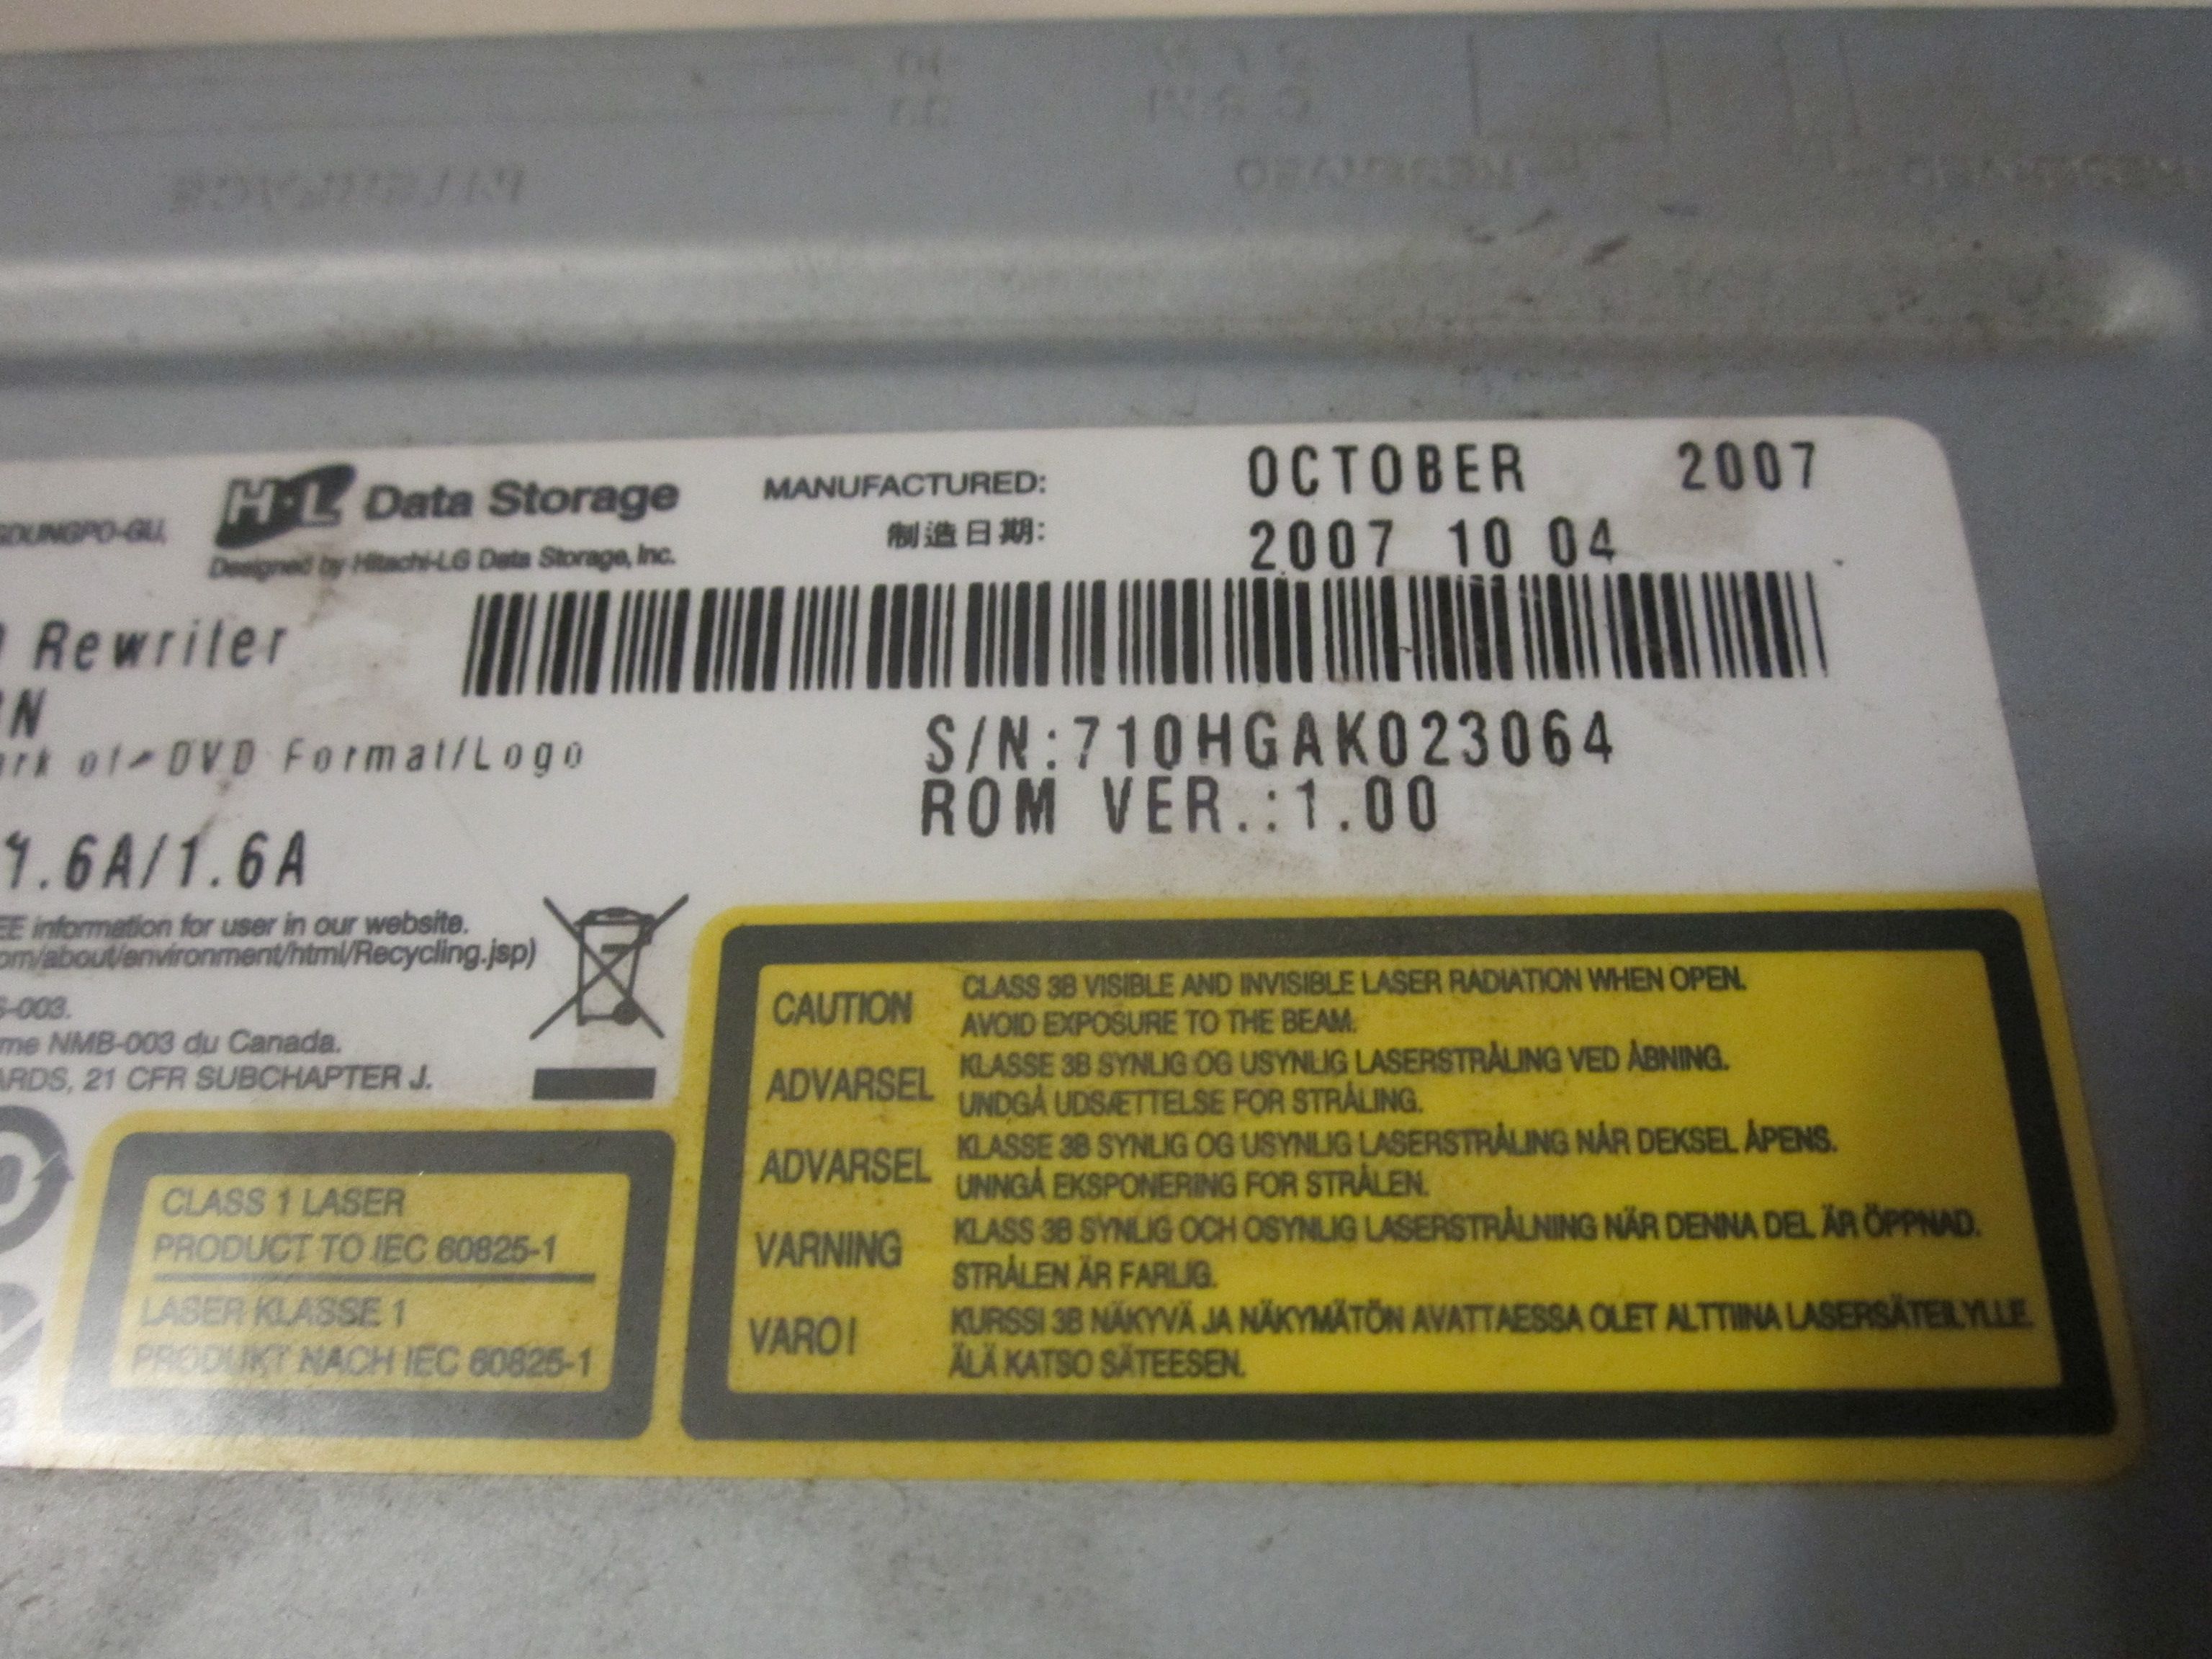 GDUNGPO-GU,
H·L Data Storage
Designed by Hitachi-LG Data Storage, Inc.
MANUFACTURED: OCTOBER 2007
制造日期: 2007 10 04
Rewriter
N
S/N:710HGAK023064
ROM VER.:1.00
rk of DVD Format/Logo
1.6A/1.6A
EE information for user in our website.
om/about/environment/html/Recycling.jsp)
S-003.
me NMB-003 du Canada.
ARDS, 21 CFR SUBCHAPTER J.
CLASS 1 LASER
PRODUCT TO IEC 60825-1
LASER KLASSE 1
PRODUKT NACH IEC 60825-1
CAUTION CLASS 3B VISIBLE AND INVISIBLE LASER RADIATION WHEN OPEN.
AVOID EXPOSURE TO THE BEAM.
ADVARSEL KLASSE 3B SYNLIG OG USYNLIG LASERSTRÅLING VED ÅBNING.
UNDGÅ UDSÆTTELSE FOR STRÅLING.
ADVARSEL KLASSE 3B SYNLIG OG USYNLIG LASERSTRÅLING NÅR DEKSEL ÅPENS.
UNNGÅ EKSPONERING FOR STRÅLEN.
VARNING KLASS 3B SYNLIG OCH OSYNLIG LASERSTRÅLNING NÄR DENNA DEL ÄR ÖPPNAD.
STRÅLEN ÄR FARLIG.
VARO! KURSSI 3B NÄKYVÄ JA NÄKYMÄTÖN AVATTAESSA OLET ALTTIINA LASERSÄTEILYLLE.
ÄLÄ KATSO SÄTEESEN.